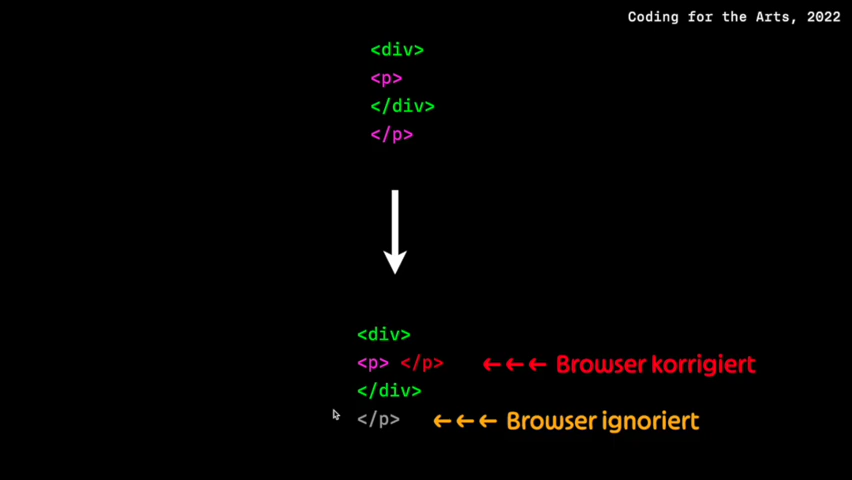 Coding for the Arts, 2022
<div>
<p>
</div>
</p>
<div>
<p> </p> ←←← Browser korrigiert
</div>
</p> ←←← Browser ignoriert